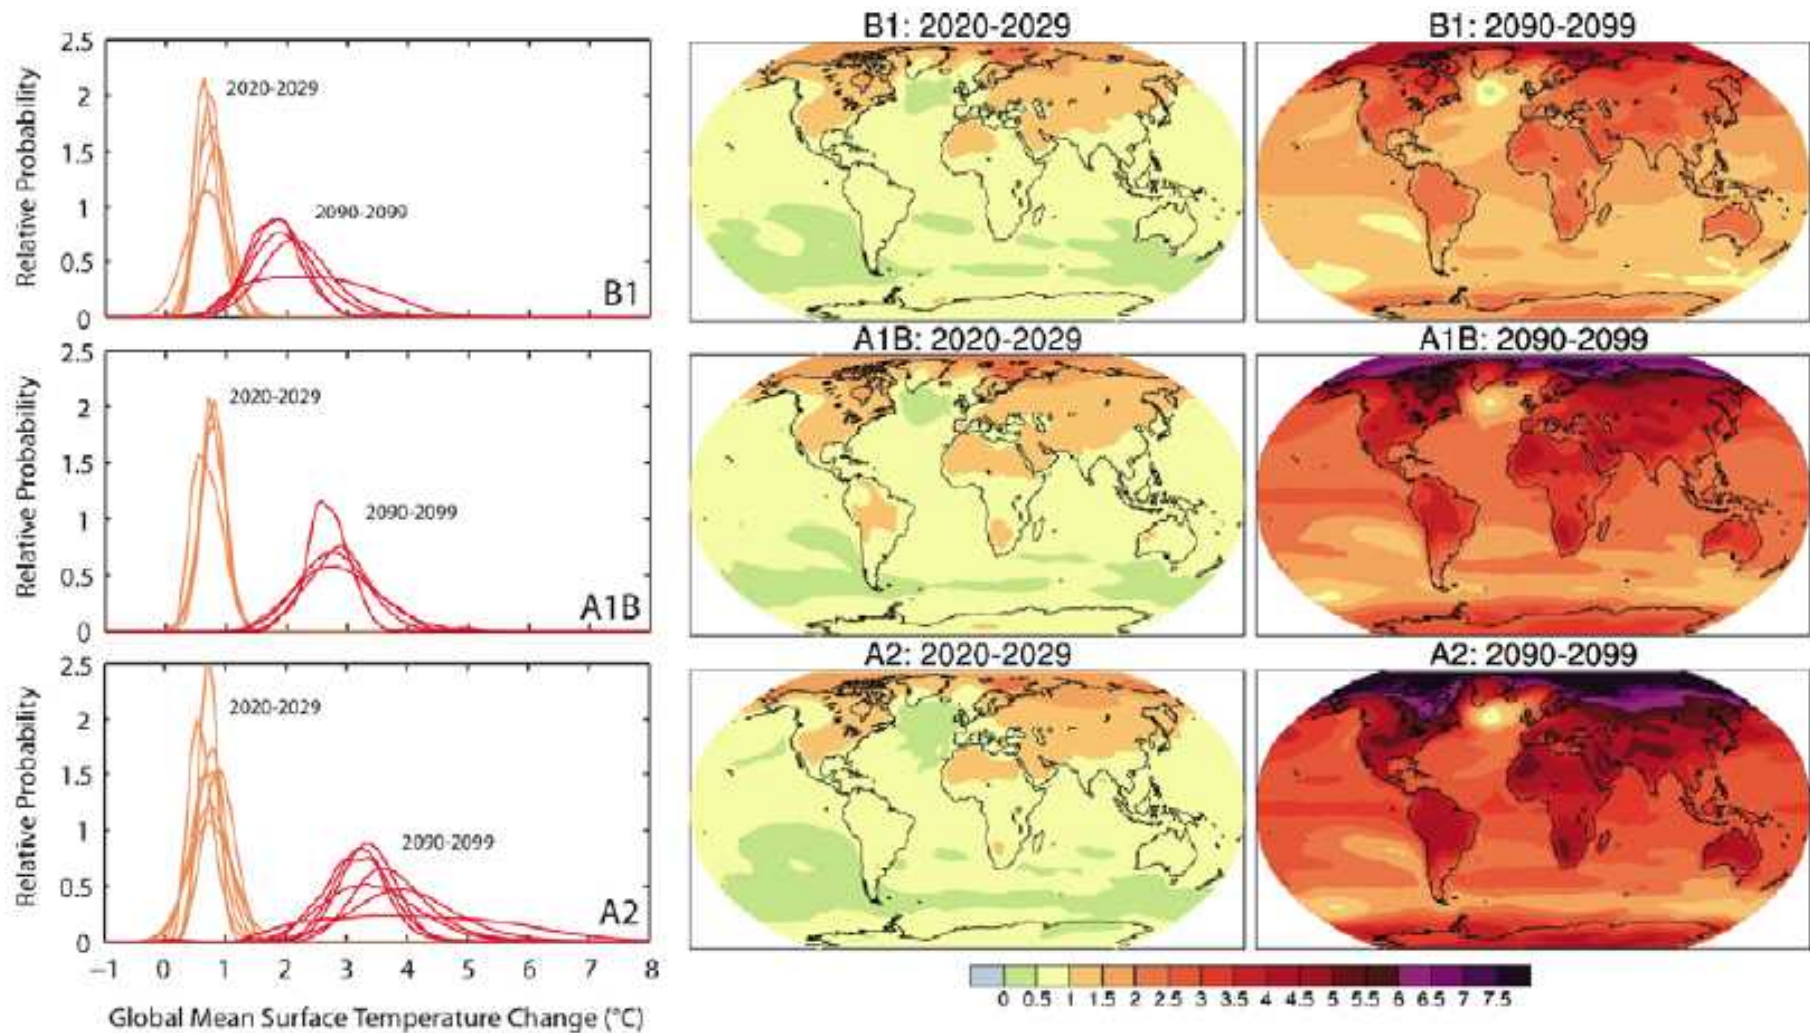 B1: 2020-2029
B1: 2090-2099
Relative Probability
2.5
2
1.5
1
0.5
0
2020-2029
2090-2099
B1
A1B: 2020-2029
A1B: 2090-2099
Relative Probability
2.5
2
1.5
1
0.5
0
2020-2029
2090-2099
A1B
A2: 2020-2029
A2: 2090-2099
Relative Probability
2.5
2
1.5
1
0.5
0
2020-2029
2090-2099
A2
−1 0 1 2 3 4 5 6 7 8
Global Mean Surface Temperature Change (°C)
0 0.5 1 1.5 2 2.5 3 3.5 4 4.5 5 5.5 6 6.5 7 7.5